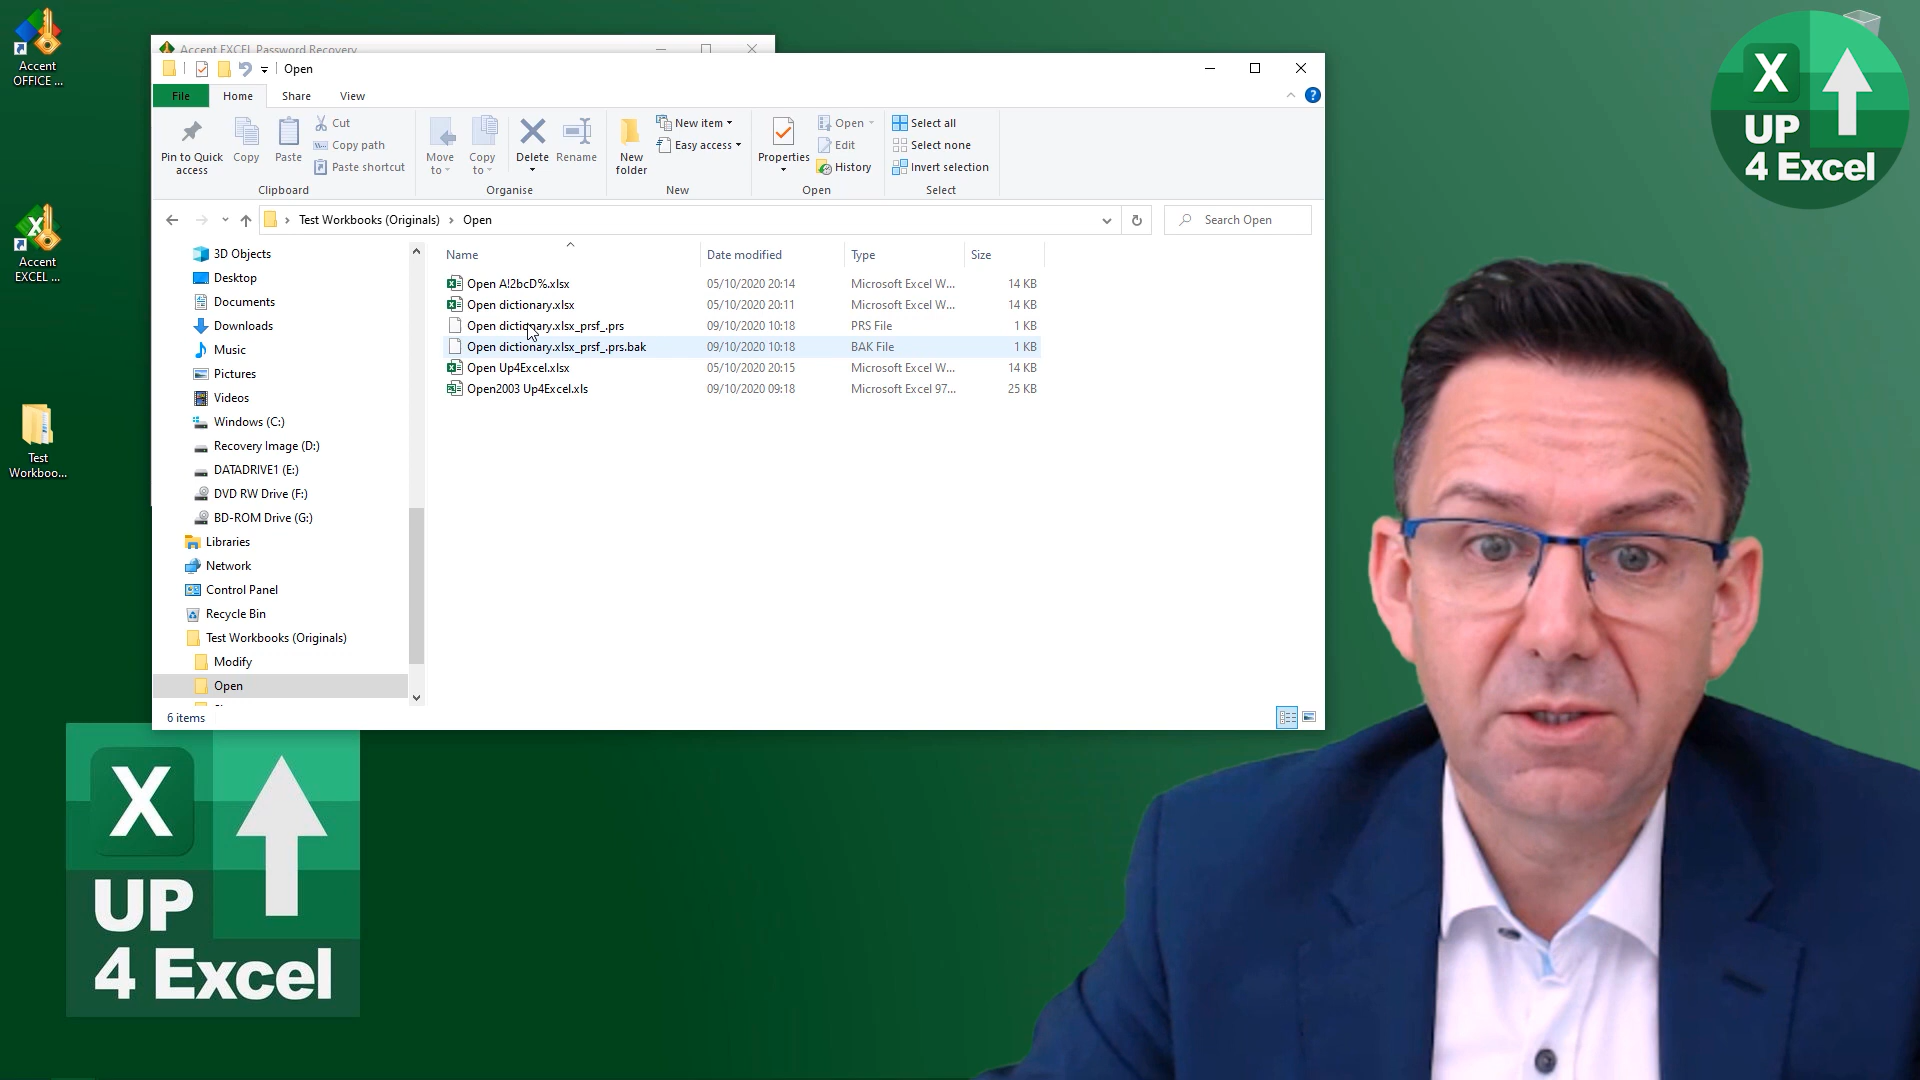 Accent
OFFICE ...
Accent
EXCEL ...
Test
Workboo...
Accent EXCEL Password Recovery
Open
File
Home
Share
View
Pin to Quick
access
Copy
Paste
Cut
Copy path
Paste shortcut
Clipboard
Move
to
Copy
to
Delete
Rename
Organise
New
folder
New item
Easy access
New
Properties
Open
Edit
History
Open
Select all
Select none
Invert selection
Select
Test Workbooks (Originals) > Open
Search Open
3D Objects
Desktop
Documents
Downloads
Music
Pictures
Videos
Windows (C:)
Recovery Image (D:)
DATADRIVE1 (E:)
DVD RW Drive (F:)
BD-ROM Drive (G:)
Libraries
Network
Control Panel
Recycle Bin
Test Workbooks (Originals)
Modify
Open
Name Date modified Type Size
Open A!2bcD%.xlsx 05/10/2020 20:14 Microsoft Excel W... 14 KB
Open dictionary.xlsx 05/10/2020 20:11 Microsoft Excel W... 14 KB
Open dictionary.xlsx_prsf_.prs 09/10/2020 10:18 PRS File 1 KB
Open dictionary.xlsx_prsf_.prs.bak 09/10/2020 10:18 BAK File 1 KB
Open Up4Excel.xlsx 05/10/2020 20:15 Microsoft Excel W... 14 KB
Open2003 Up4Excel.xls 09/10/2020 09:18 Microsoft Excel 97... 25 KB
6 items
X
UP
4 Excel
X
UP
4 Excel